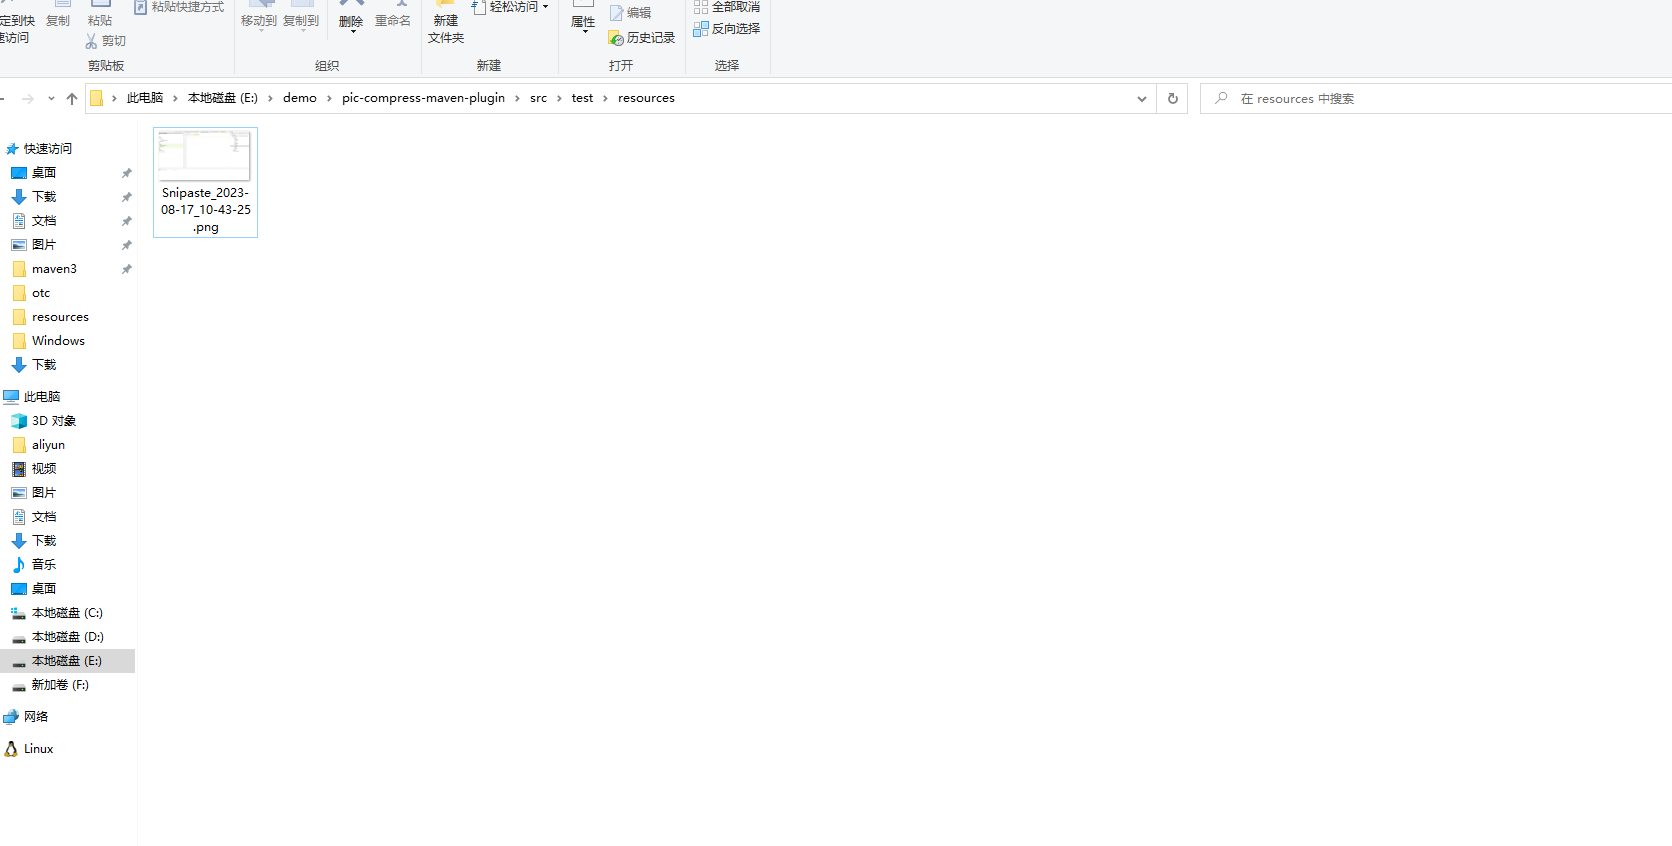 粘贴快捷方式
轻松访问
全部取消
定到快
速访问
复制
粘贴
剪切
移动到
复制到
删除
重命名
新建
文件夹
属性
编辑
历史记录
反向选择
剪贴板
组织
新建
打开
选择
此电脑 › 本地磁盘 (E:) › demo › pic-compress-maven-plugin › src › test › resources
在 resources 中搜索
快速访问
桌面
下载
文档
图片
maven3
otc
resources
Windows
下载
此电脑
3D 对象
aliyun
视频
图片
文档
下载
音乐
桌面
本地磁盘 (C:)
本地磁盘 (D:)
本地磁盘 (E:)
新加卷 (F:)
网络
Linux
Snipaste_2023-
08-17_10-43-25
.png